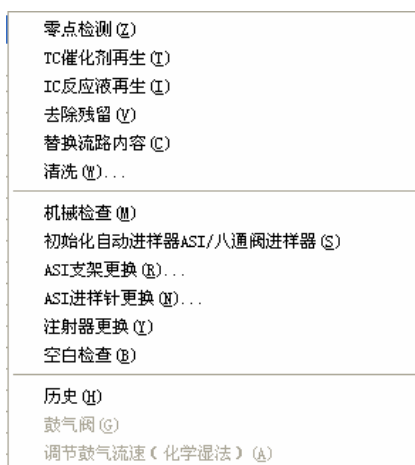 零点检测(Z)
TC催化剂再生(T)
IC反应液再生(I)
去除残留(V)
替换流路内容(C)
清洗(W)...
机械检查(M)
初始化自动进样器ASI/八通阀进样器(S)
ASI支架更换(R)...
ASI进样针更换(N)...
注射器更换(Y)
空白检查(B)
历史(H)
鼓气阀(G)
调节鼓气流速(化学湿法)(A)